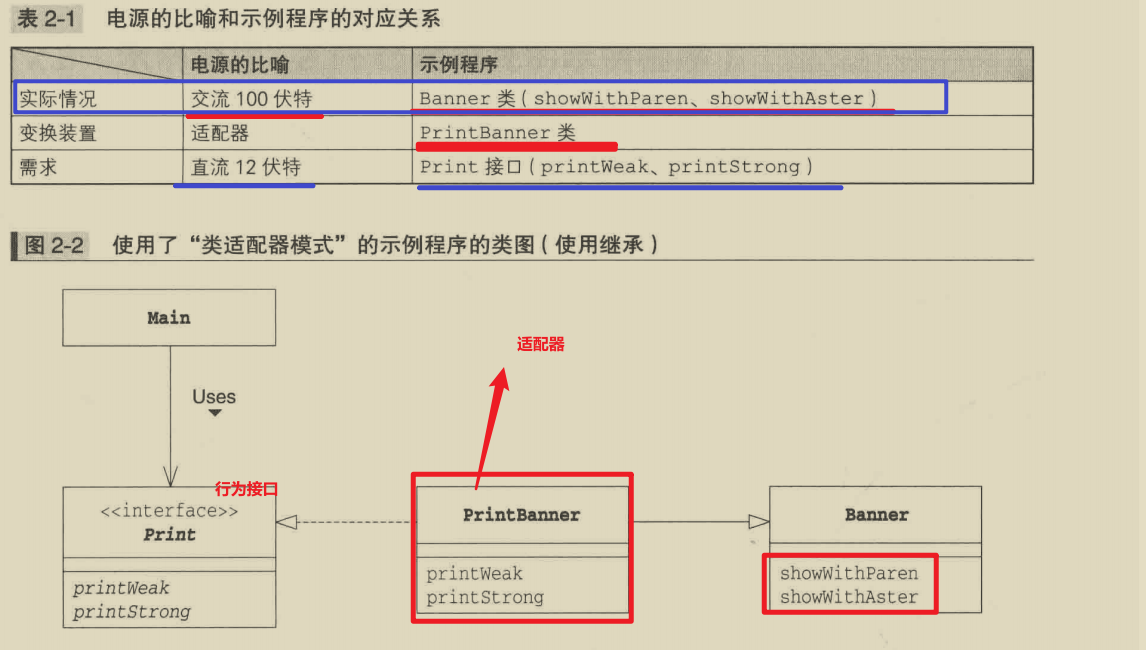 表 2-1 电源的比喻和示例程序的对应关系
电源的比喻 示例程序
实际情况 交流 100 伏特 Banner 类(showWithParen、showWithAster)
变换装置 适配器 PrintBanner 类
需求 直流 12 伏特 Print 接口(printWeak、printStrong)
图 2-2 使用了“类适配器模式”的示例程序的类图(使用继承)
Main
适配器
Uses
行为接口
<<interface>>
Print
PrintBanner
Banner
printWeak
printStrong
printWeak
printStrong
showWithParen
showWithAster